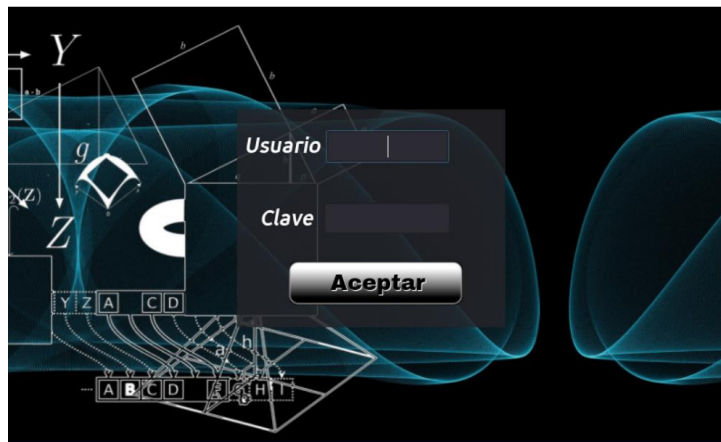 Y
a - b
b
b
g
Usuario
Z
Clave
Aceptar
Y Z A C D
h
a
A B C D G H I